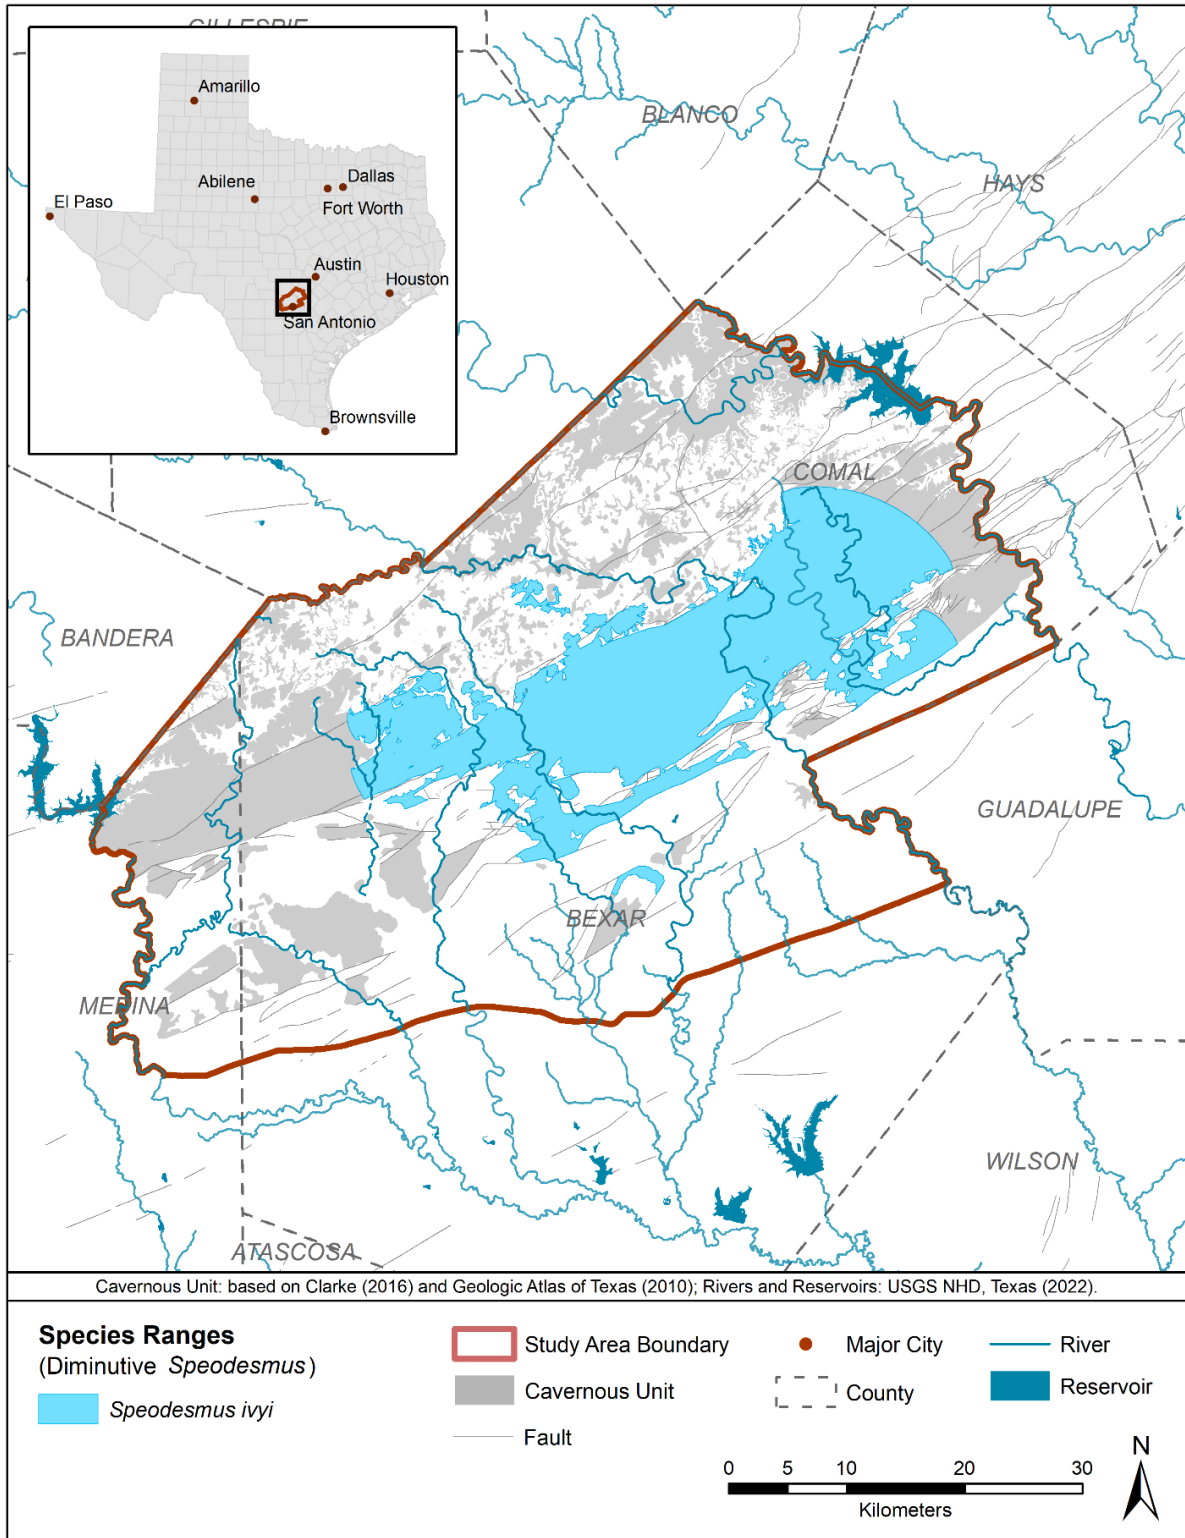 GILLESPIE
Amarillo
Abilene
Dallas
Fort Worth
El Paso
Austin
Houston
San Antonio
Brownsville
BLANCO
HAYS
COMAL
BANDERA
GUADALUPE
BEXAR
MEDINA
WILSON
ATASCOSA
Cavernous Unit: based on Clarke (2016) and Geologic Atlas of Texas (2010); Rivers and Reservoirs: USGS NHD, Texas (2022).
Species Ranges
(Diminutive Speodesmus)
Speodesmus ivyi
Study Area Boundary
Cavernous Unit
Fault
Major City
County
River
Reservoir
N
0 5 10 20 30
Kilometers